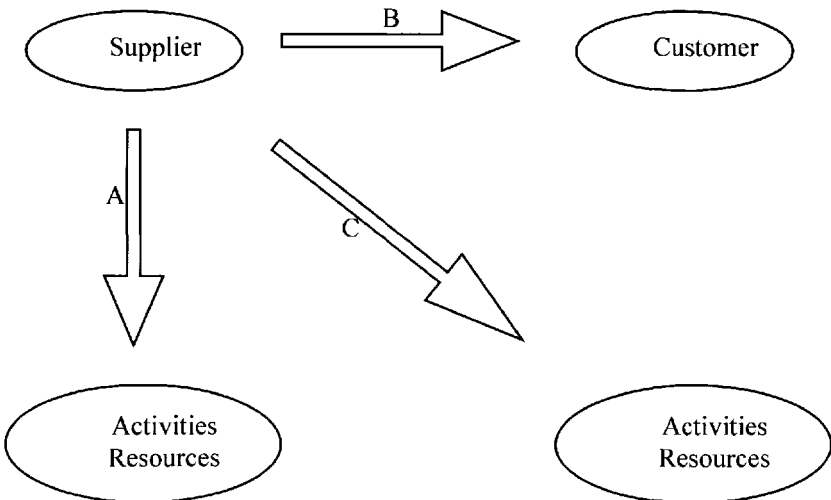 B
Supplier
Customer
A
C
Activities
Resources
Activities
Resources